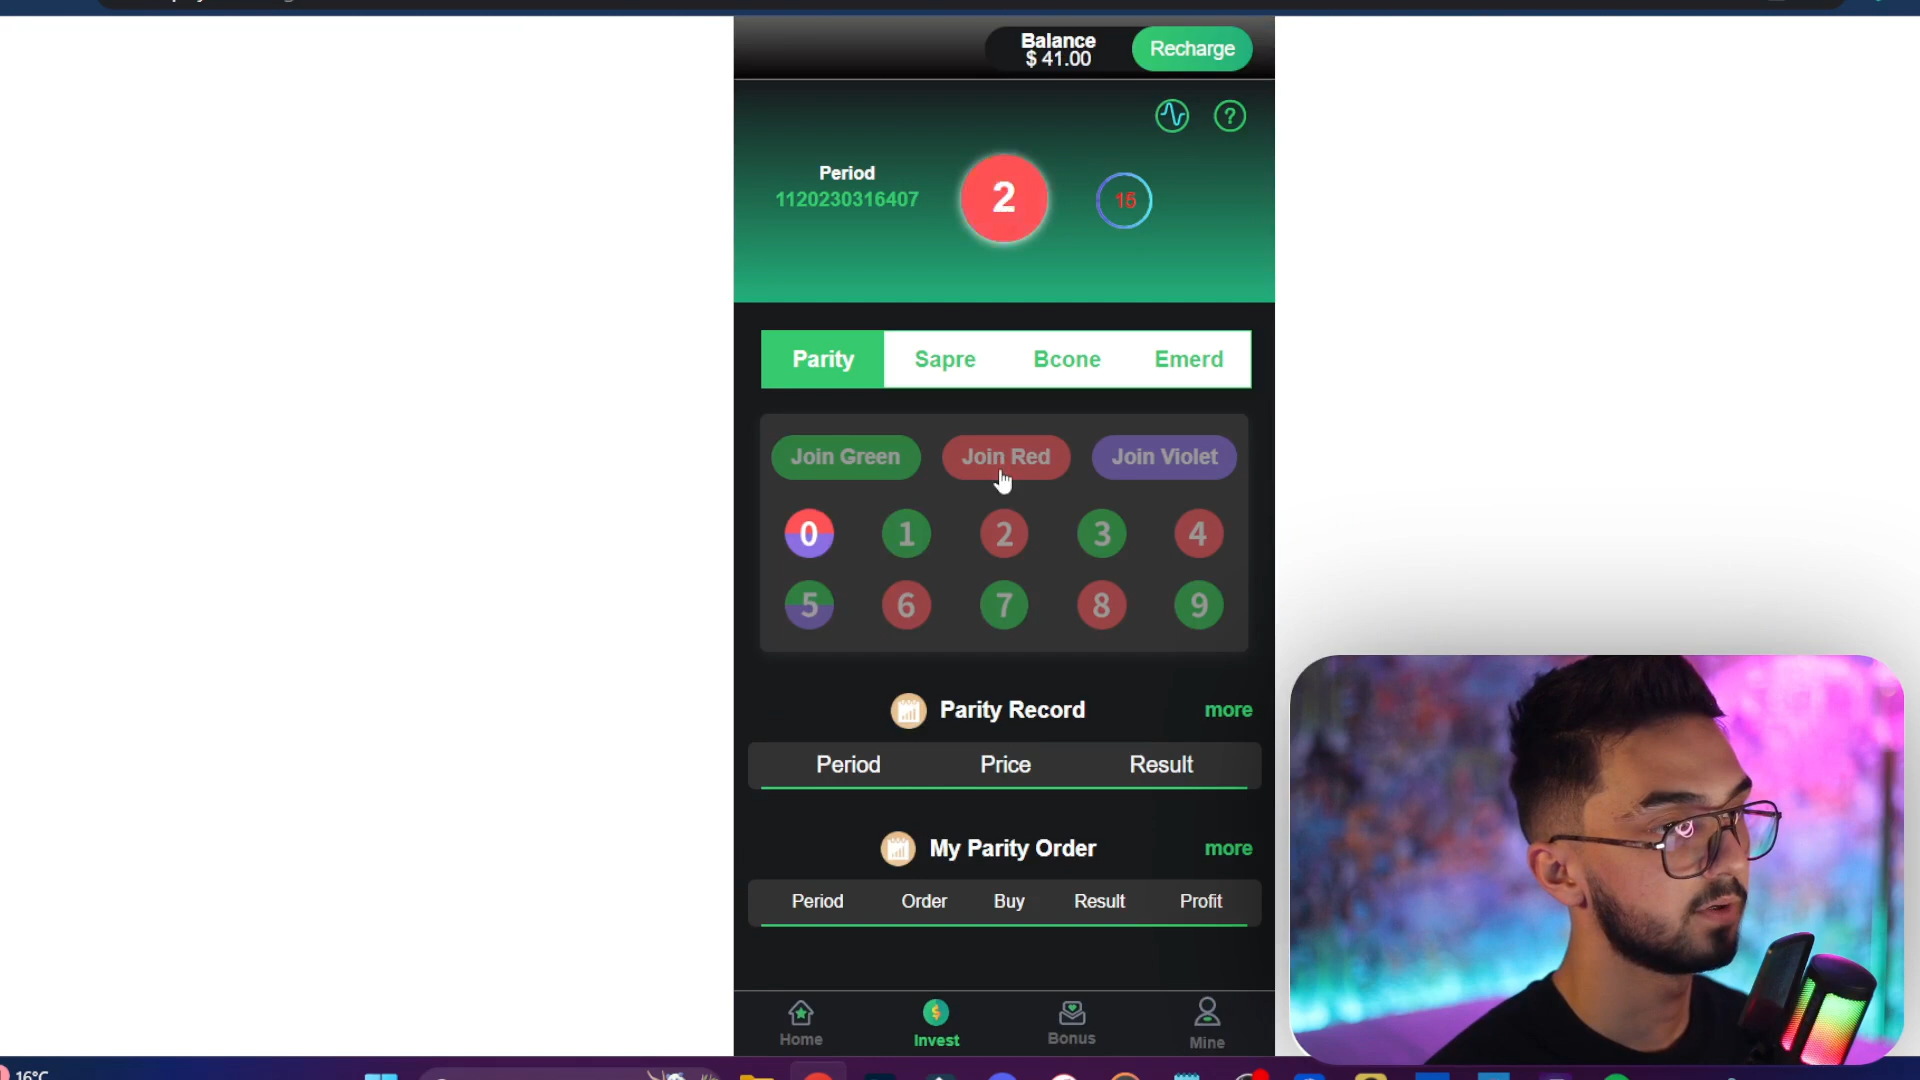 Balance
$ 41.00
Recharge
?
Period
1120230316407
2
15
Parity Sapre Bcone Emerd
Join Green Join Red Join Violet
0 1 2 3 4
5 6 7 8 9
Parity Record more
Period Price Result
My Parity Order more
Period Order Buy Result Profit
Home Invest Bonus Mine
16°C